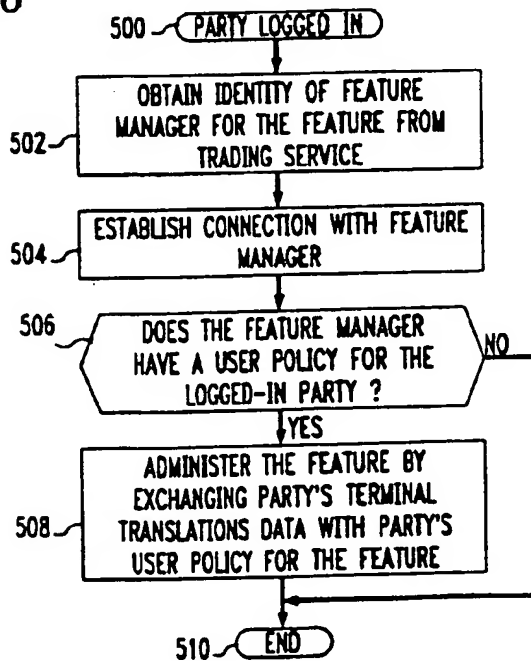 500
PARTY LOGGED IN
502
OBTAIN IDENTITY OF FEATURE
MANAGER FOR THE FEATURE FROM
TRADING SERVICE
504
ESTABLISH CONNECTION WITH FEATURE
MANAGER
506
DOES THE FEATURE MANAGER
HAVE A USER POLICY FOR THE
LOGGED-IN PARTY ?
NO
YES
508
ADMINISTER THE FEATURE BY
EXCHANGING PARTY'S TERMINAL
TRANSLATIONS DATA WITH PARTY'S
USER POLICY FOR THE FEATURE
510
END